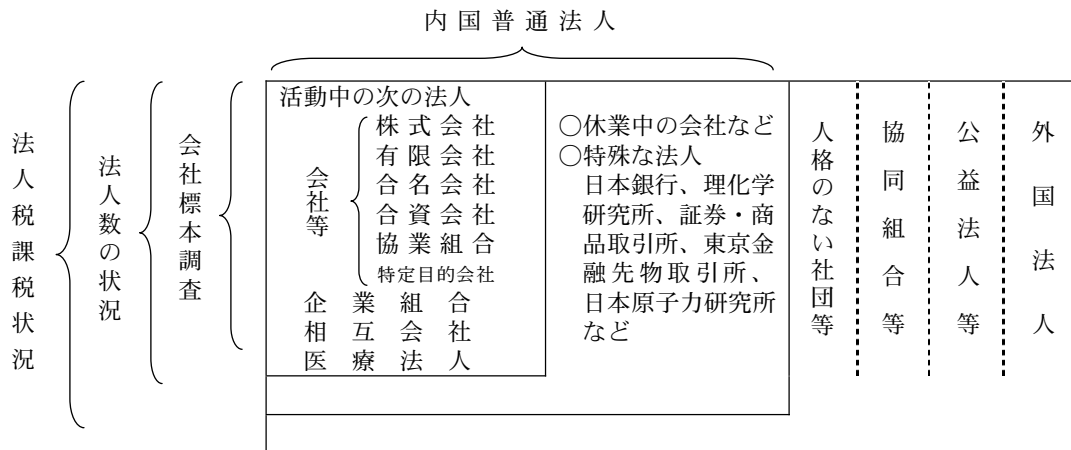 内国普通法人
法人税課税状況
法人数の状況
会社標本調査
活動中の次の法人
会社等
株式会社
有限会社
合名会社
合資会社
協業組合
特定目的会社
企業組合
相互会社
医療法人
○休業中の会社など
○特殊な法人
日本銀行、理化学
研究所、証券・商
品取引所、東京金
融先物取引所、
日本原子力研究所
など
人格のない社団等
協同組合等
公益法人等
外国法人